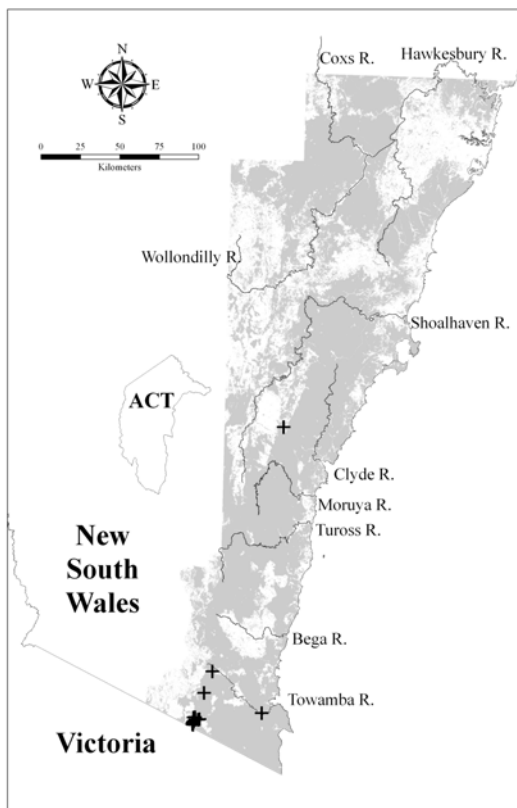 Coxs R.
Hawkesbury R.
N
W
E
S
0 25 50 75 100
Kilometers
Wollondilly R.
Shoalhaven R.
ACT
Clyde R.
Moruya R.
Tuross R.
New
South
Wales
Bega R.
Towamba R.
Victoria